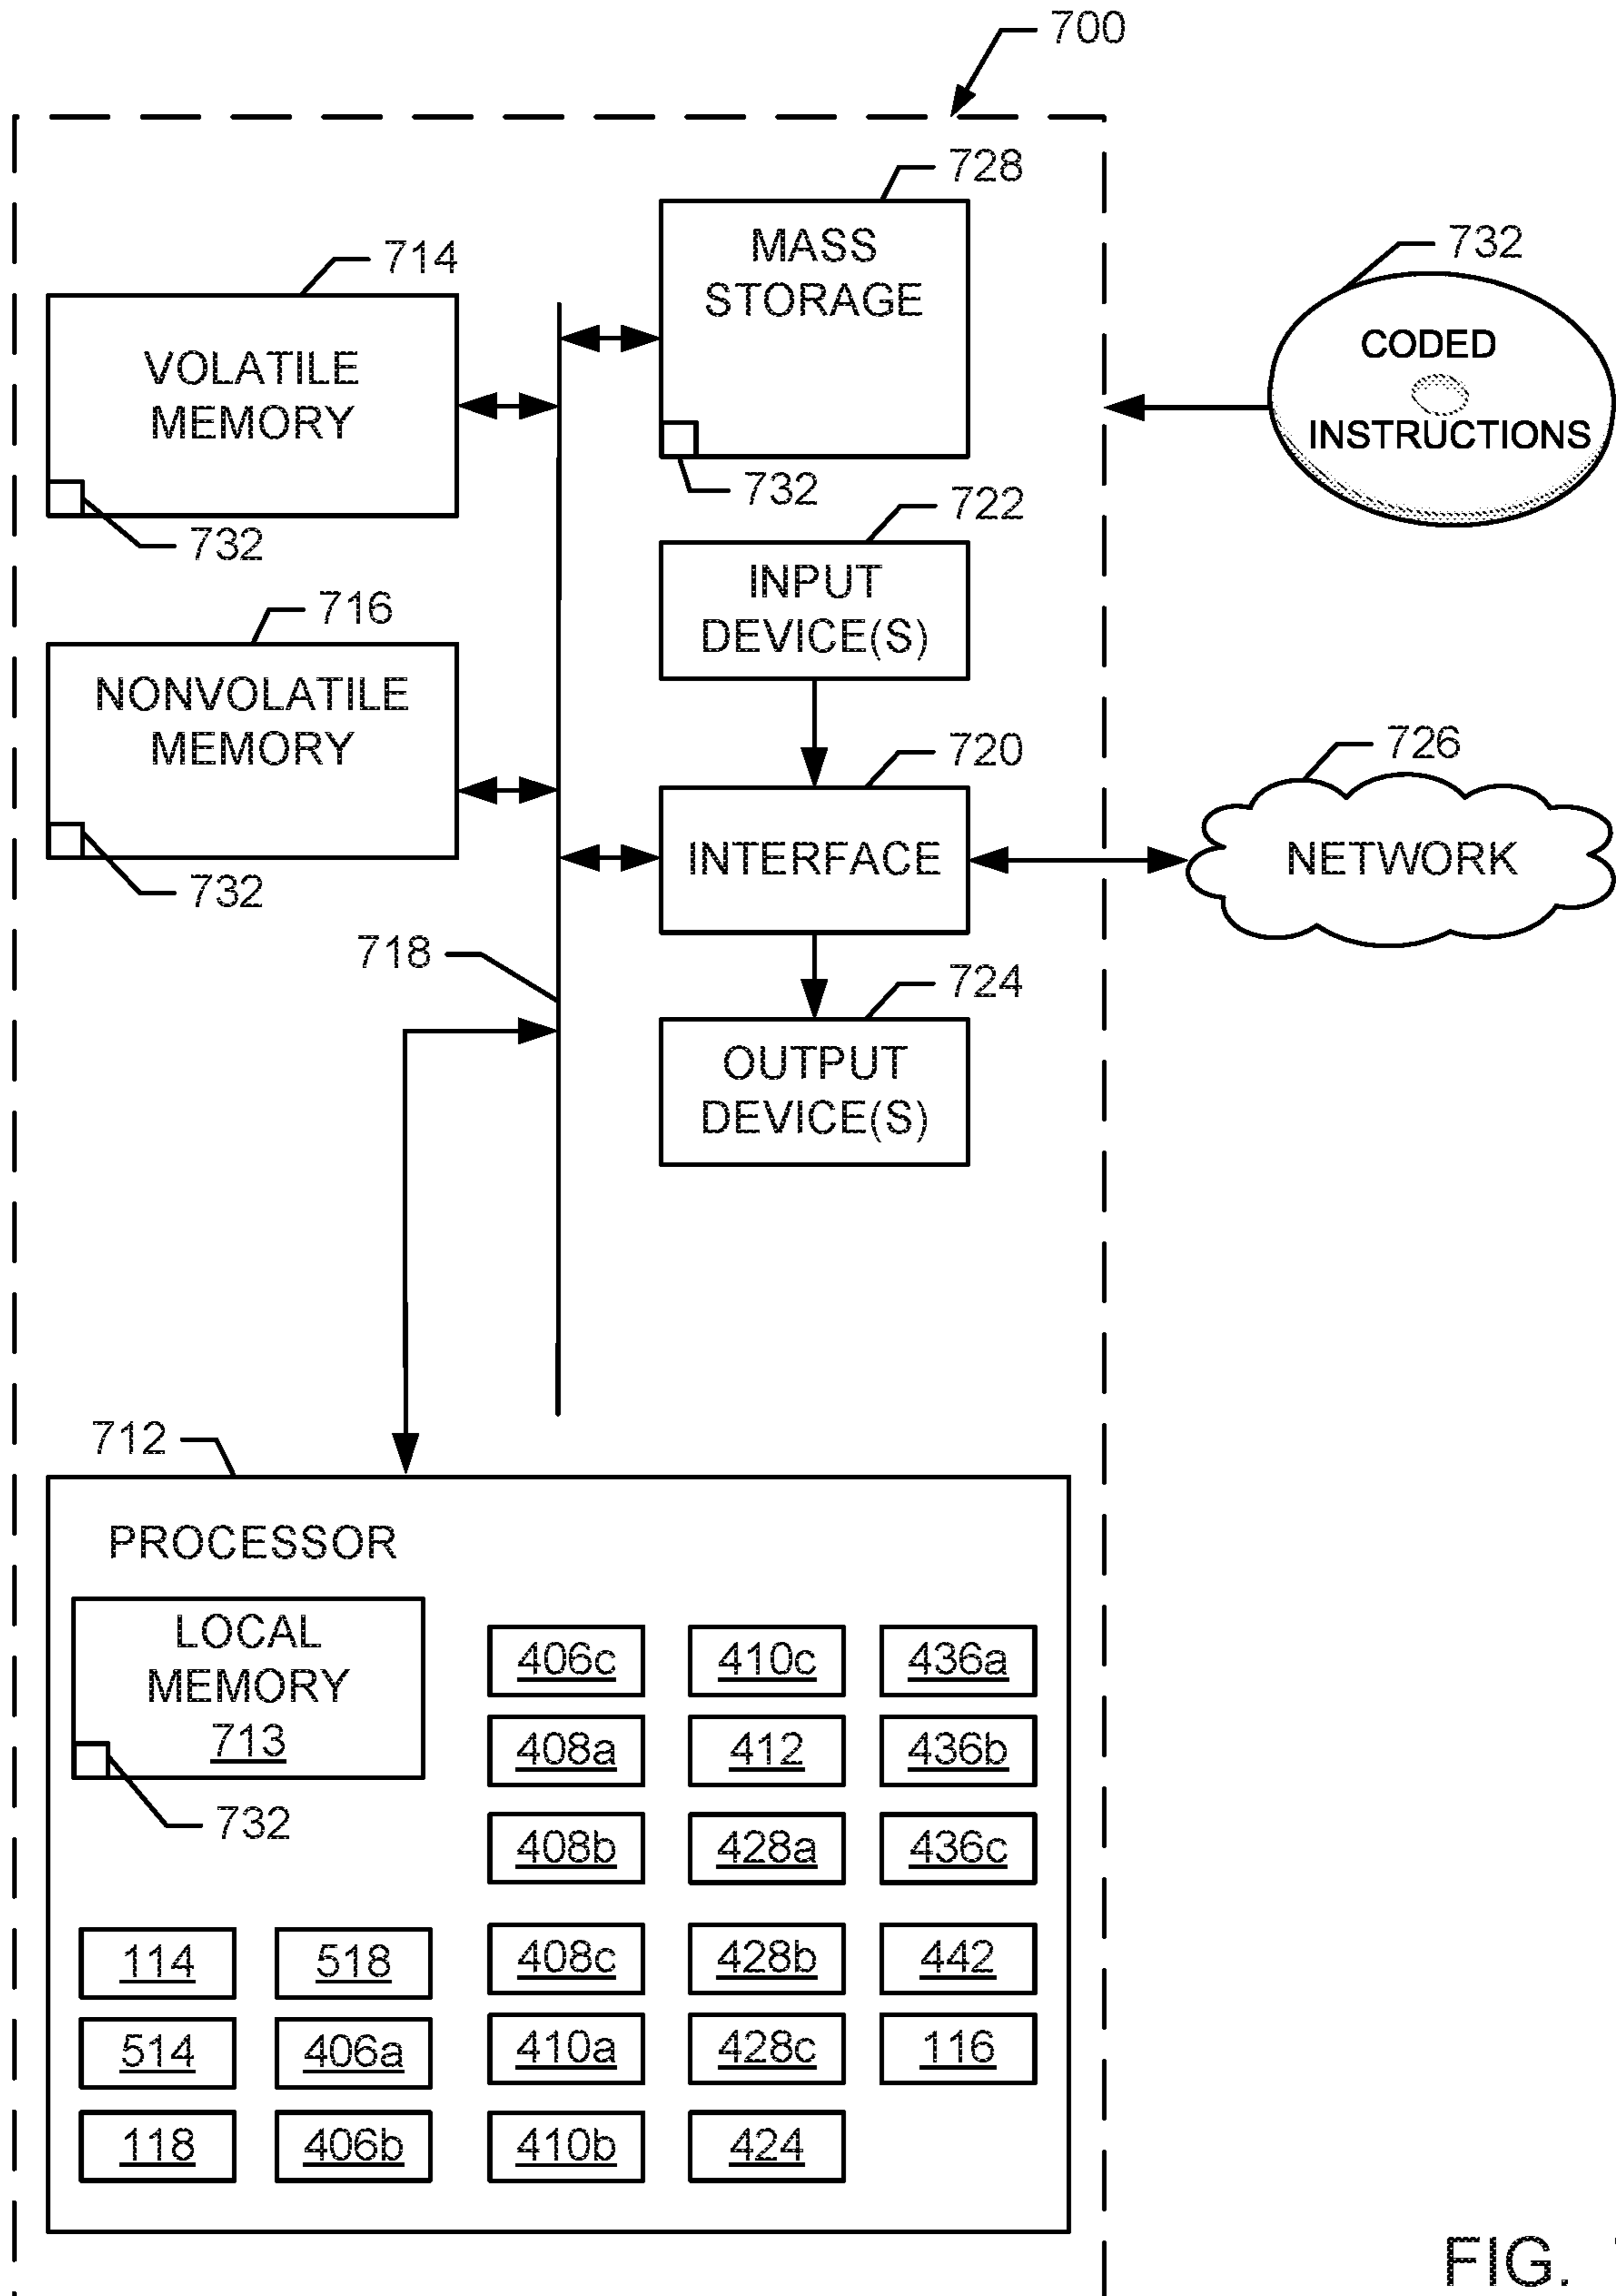 700
728
MASS
STORAGE
732
714
VOLATILE
MEMORY
732
732
CODED
INSTRUCTIONS
722
INPUT
DEVICE(S)
716
NONVOLATILE
MEMORY
732
720
INTERFACE
726
NETWORK
718
724
OUTPUT
DEVICE(S)
712
PROCESSOR
LOCAL
MEMORY
713
732
406c 410c 436a
408a 412 436b
408b 428a 436c
114 518 408c 428b 442
514 406a 410a 428c 116
118 406b 410b 424
FIG.